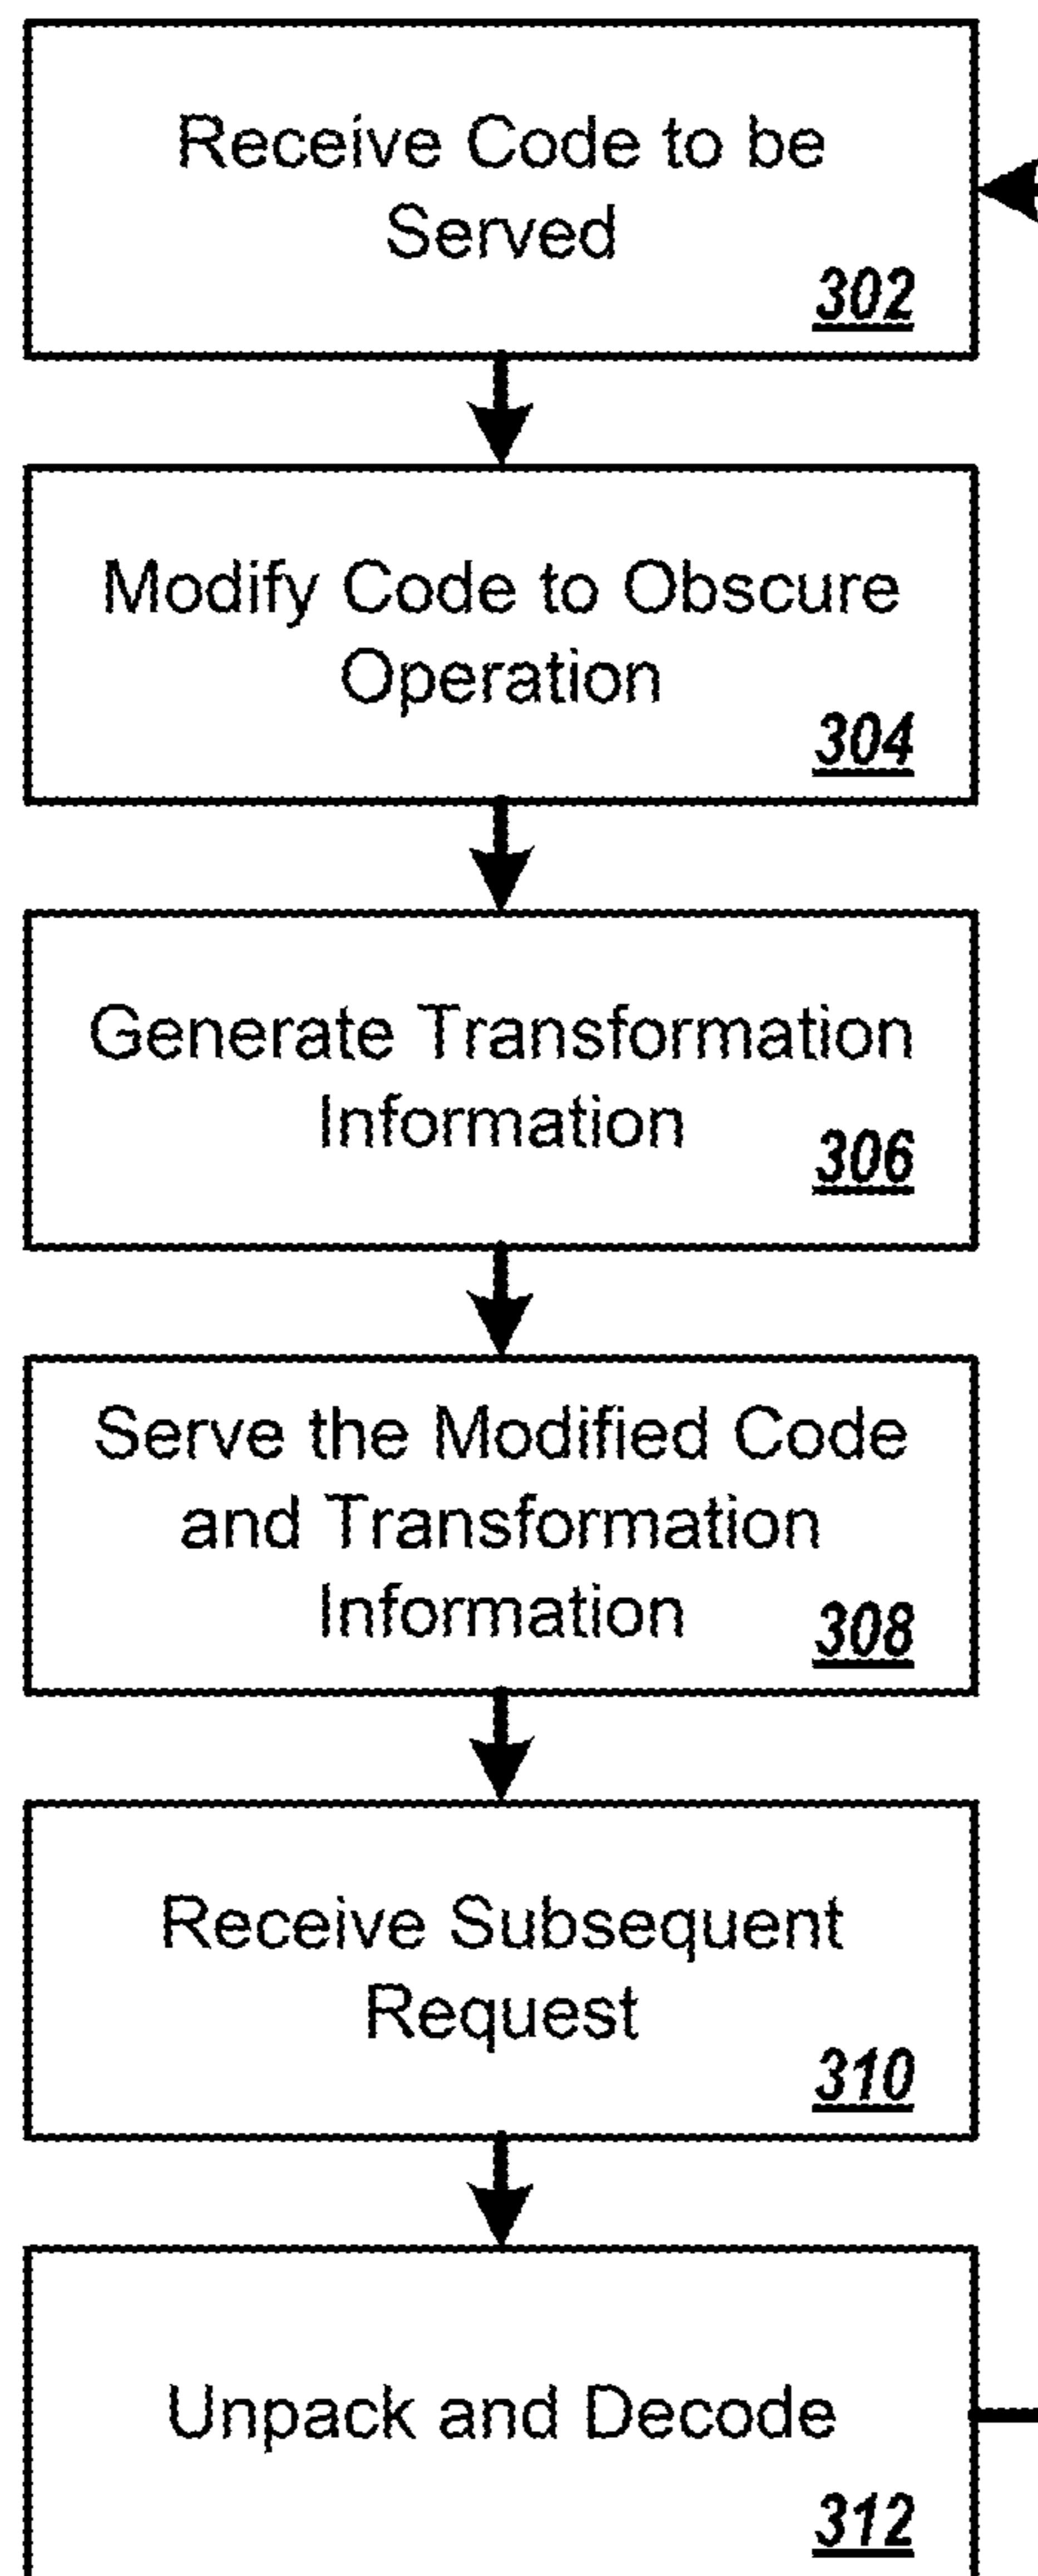 Receive Code to be
Served
302
Modify Code to Obscure
Operation
304
Generate Transformation
Information
306
Serve the Modified Code
and Transformation
Information
308
Receive Subsequent
Request
310
Unpack and Decode
312